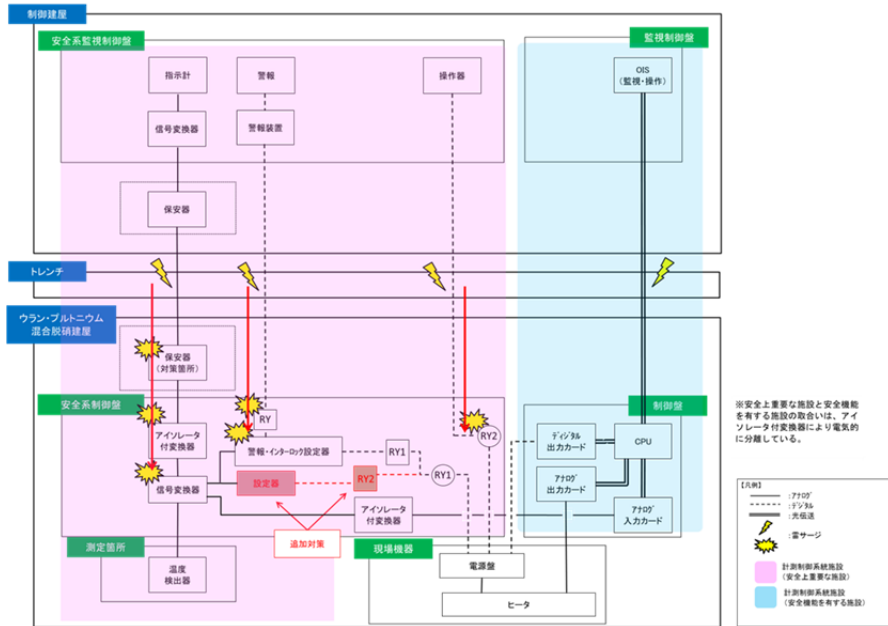 制御建屋
安全系監視制御盤
監視制御盤
指示計
警報
操作器
OIS
(監視・操作)
信号変換器
警報装置
保安器
トレンチ
ウラン・プルトニウム
混合脱硝建屋
保安器
(対策箇所)
安全系制御盤
制御盤
RY
RY2
アイソレータ
付変換器
警報・インターロック設定器
RY1
ディジタル
出力カード
CPU
信号変換器
設定器
RY2
RY1
アナログ
出力カード
アイソレータ
付変換器
アナログ
入力カード
追加対策
測定箇所
現場機器
温度
検出器
電源盤
ヒータ
※安全上重要な施設と安全機能
を有する施設の取合いは、アイ
ソレータ付変換器により電気的
に分離している。
【凡例】
:アナログ
:デジタル
:光伝送
:雷サージ
計測制御系統施設
(安全上重要な施設)
計測制御系統施設
(安全機能を有する施設)